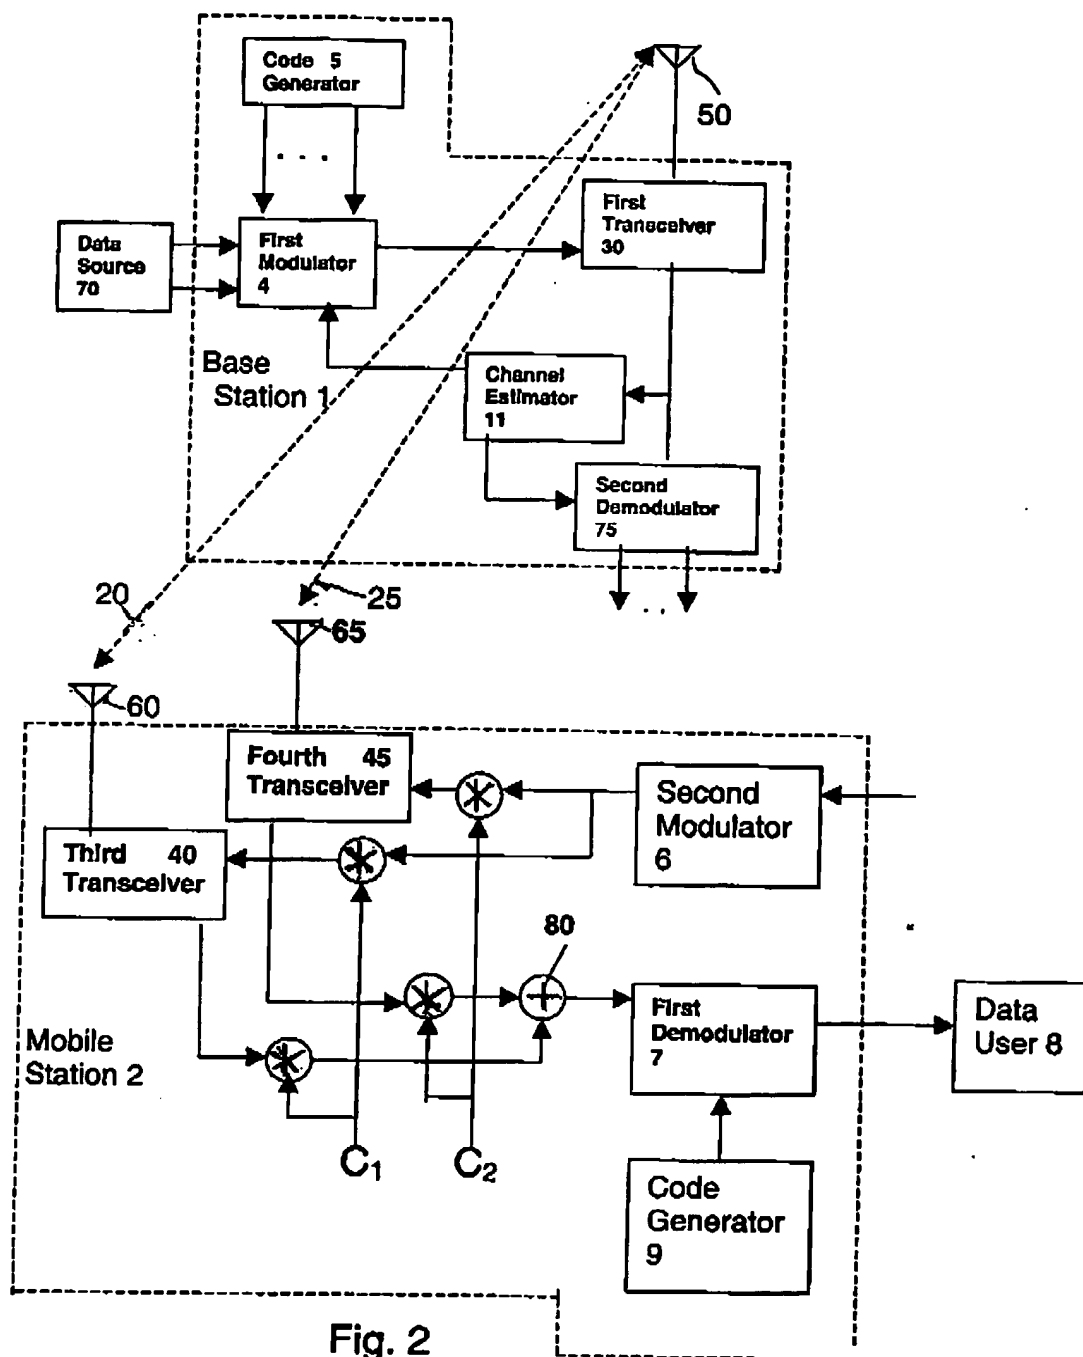 Code 5
Generator
50
First
Transceiver
30
Data
Source
70
First
Modulator
4
Base
Station 1
Channel
Estimator
11
Second
Demodulator
75
20
25
65
60
Fourth 45
Transceiver
Second
Modulator
6
Third 40
Transceiver
80
First
Demodulator
7
Data
User 8
Mobile
Station 2
C1
C2
Code
Generator
9
Fig. 2